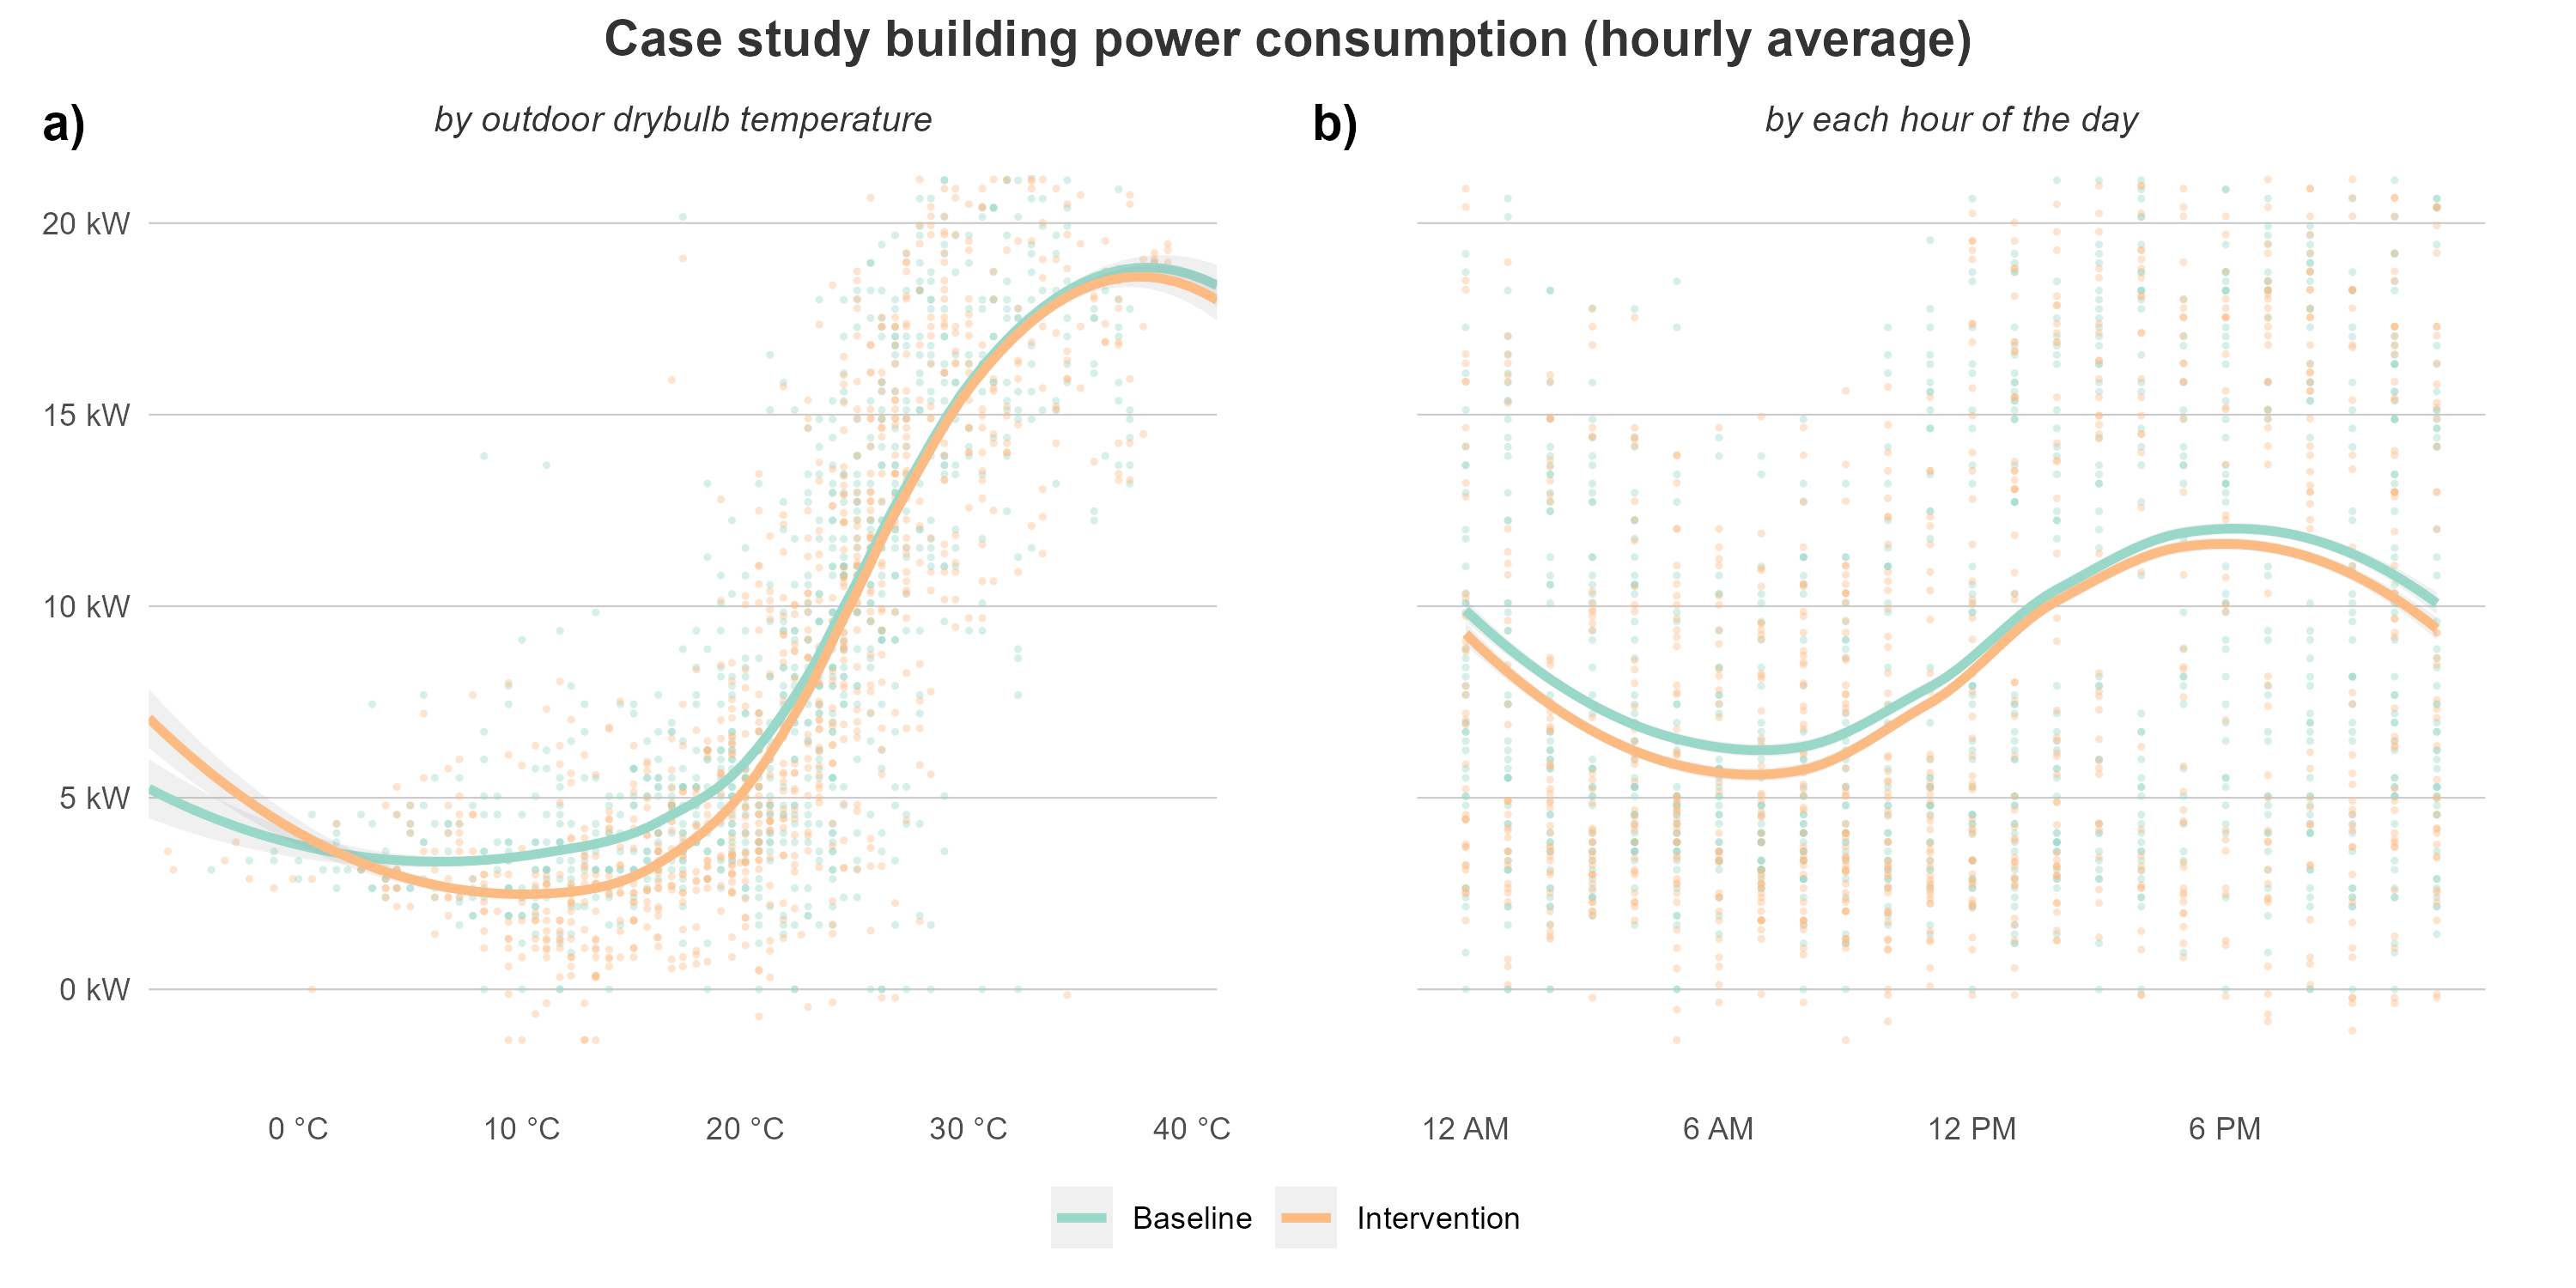 Case study building power consumption (hourly average)
a)
by outdoor drybulb temperature
20 kW
15 kW
10 kW
5 kW
0 kW
0 °C
10 °C
20 °C
30 °C
40 °C
b)
by each hour of the day
12 AM
6 AM
12 PM
6 PM
Baseline
Intervention